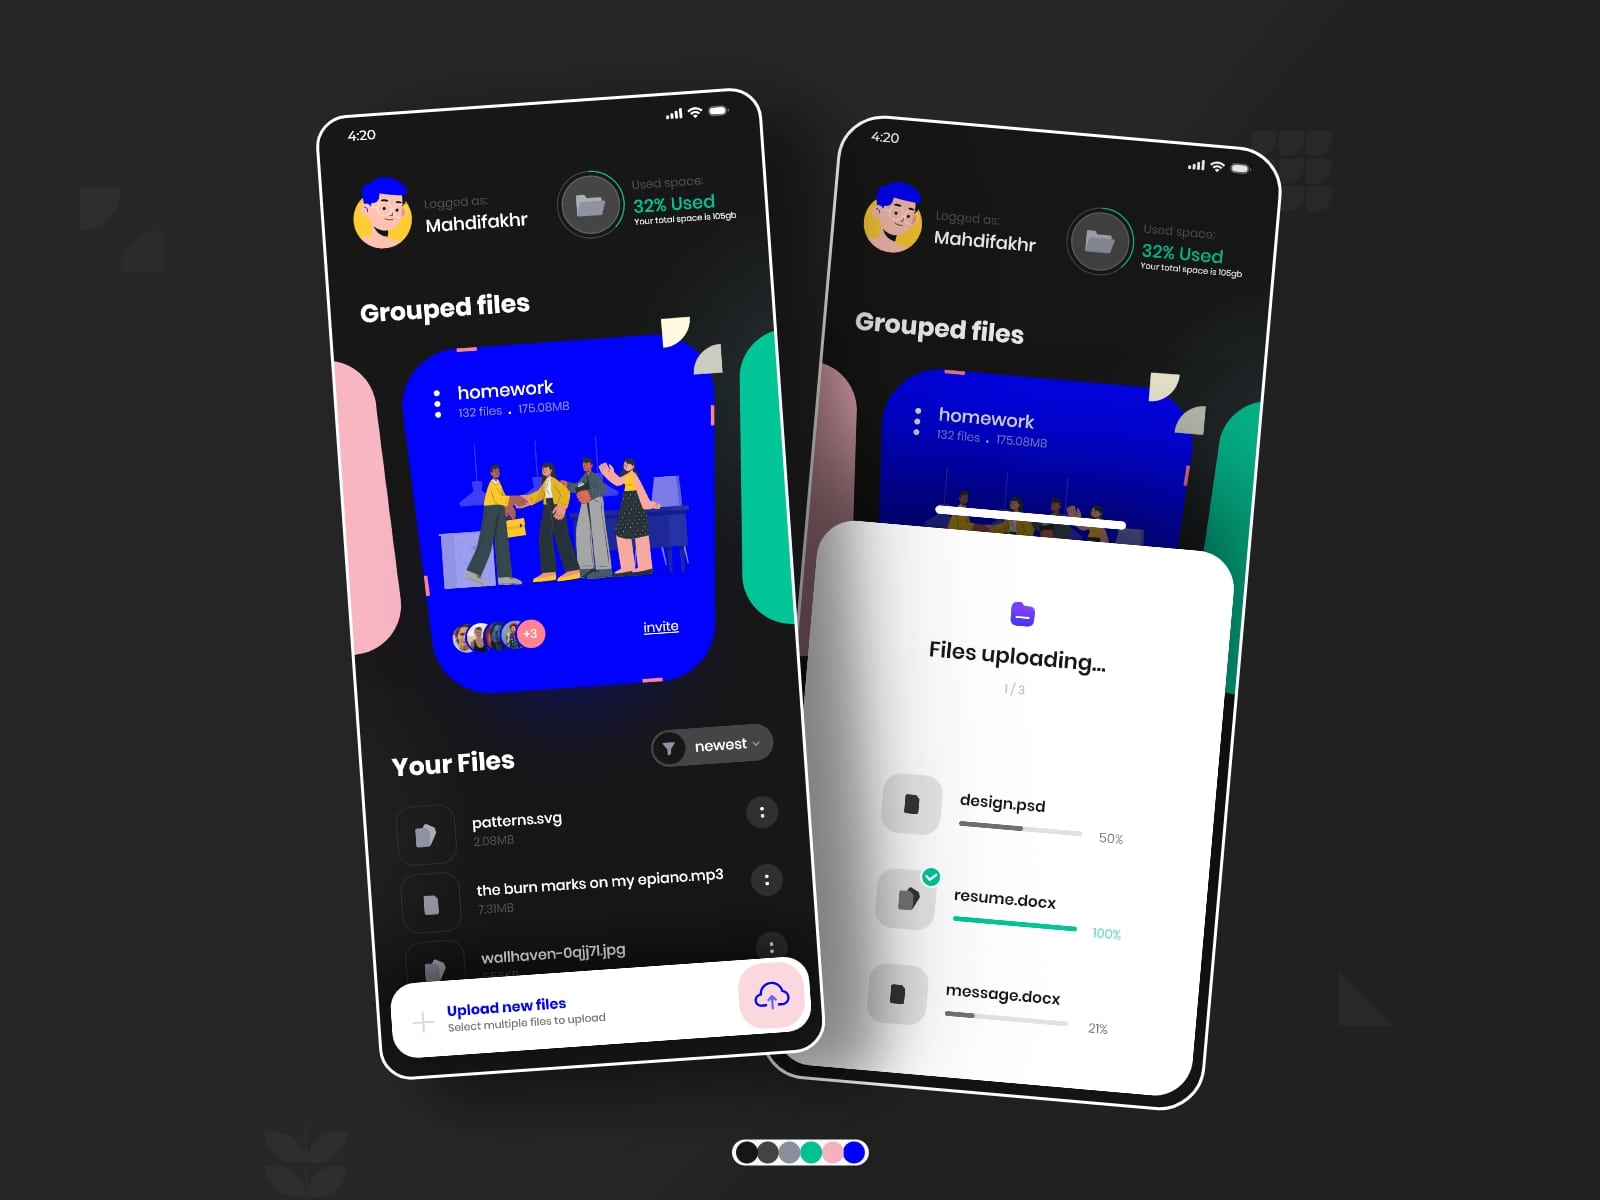 4:20
Logged as:
Mahdifakhr
Used space:
32% Used
Your total space is 105gb
Grouped files
homework
132 files • 175.08MB
+3
invite
Your Files
newest
patterns.svg
2.08MB
the burn marks on my epiano.mp3
7.31MB
wallhaven-0qjj7l.jpg
Upload new files
Select multiple files to upload
4:20
Logged as:
Mahdifakhr
Used space:
32% Used
Your total space is 105gb
Grouped files
homework
132 files • 175.08MB
Files uploading...
1 / 3
design.psd
50%
resume.docx
100%
message.docx
21%